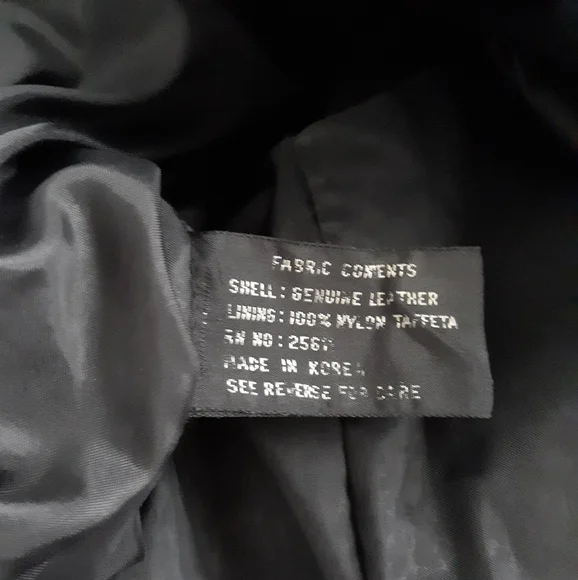 FABRIC CONTENTS
SHELL: GENUINE LEATHER
LINING: 100% NYLON TAFFETA
RN NO:
MADE IN KOREA
SEE REVERSE FOR CARE